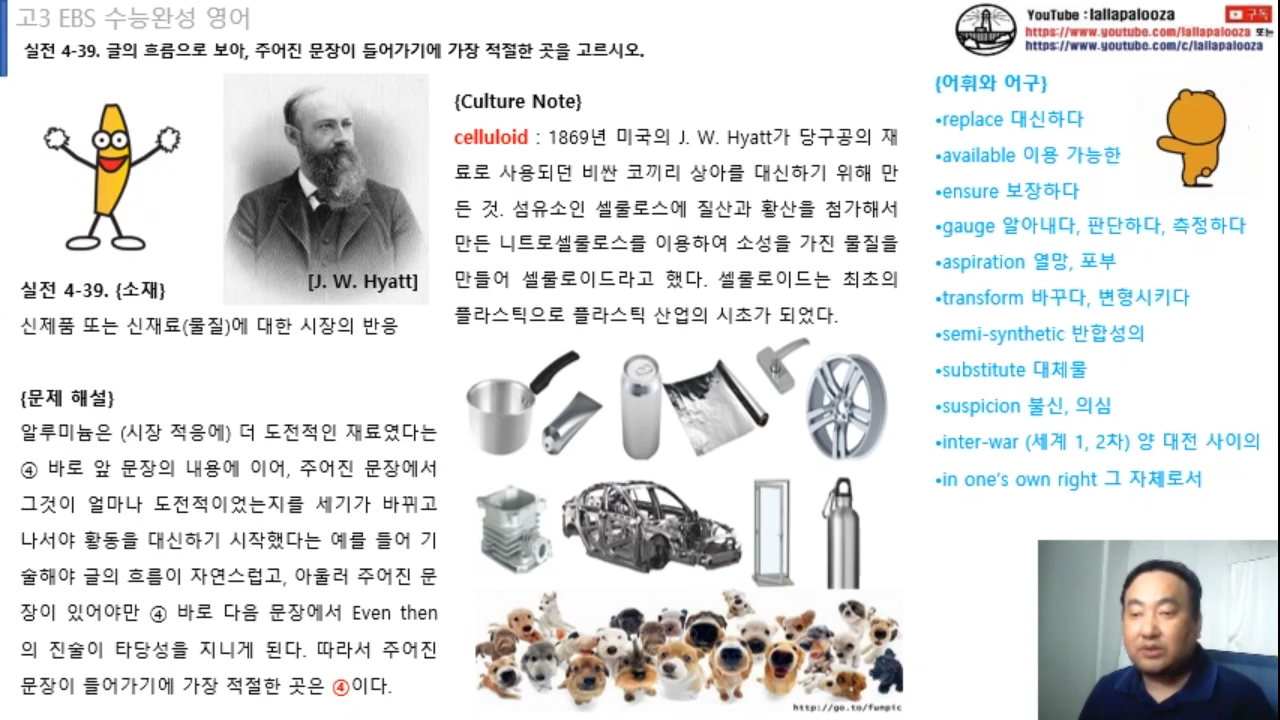 고3 EBS 수능완성 영어
실전 4-39. 글의 흐름으로 보아, 주어진 문장이 들어가기에 가장 적절한 곳을 고르시오.
YouTube : lallapalooza
구독
https://www.youtube.com/lallapalooza 또는
https://www.youtube.com/c/lallapalooza
[J. W. Hyatt]
실전 4-39. {소재}
신제품 또는 신재료(물질)에 대한 시장의 반응
{문제 해설}
알루미늄은 (시장 적응에) 더 도전적인 재료였다는
④ 바로 앞 문장의 내용에 이어, 주어진 문장에서
그것이 얼마나 도전적이었는지를 세기가 바뀌고
나서야 황동을 대신하기 시작했다는 예를 들어 기
술해야 글의 흐름이 자연스럽고, 아울러 주어진 문
장이 있어야만 ④ 바로 다음 문장에서 Even then
의 진술이 타당성을 지니게 된다. 따라서 주어진
문장이 들어가기에 가장 적절한 곳은 ④이다.
{Culture Note}
celluloid : 1869년 미국의 J. W. Hyatt가 당구공의 재
료로 사용되던 비싼 코끼리 상아를 대신하기 위해 만
든 것. 섬유소인 셀룰로스에 질산과 황산을 첨가해서
만든 니트로셀룰로스를 이용하여 소성을 가진 물질을
만들어 셀룰로이드라고 했다. 셀룰로이드는 최초의
플라스틱으로 플라스틱 산업의 시초가 되었다.
http://go.to/funpic
{어휘와 어구}
•replace 대신하다
•available 이용 가능한
•ensure 보장하다
•gauge 알아내다, 판단하다, 측정하다
•aspiration 열망, 포부
•transform 바꾸다, 변형시키다
•semi-synthetic 반합성의
•substitute 대체물
•suspicion 불신, 의심
•inter-war (세계 1, 2차) 양 대전 사이의
•in one's own right 그 자체로서